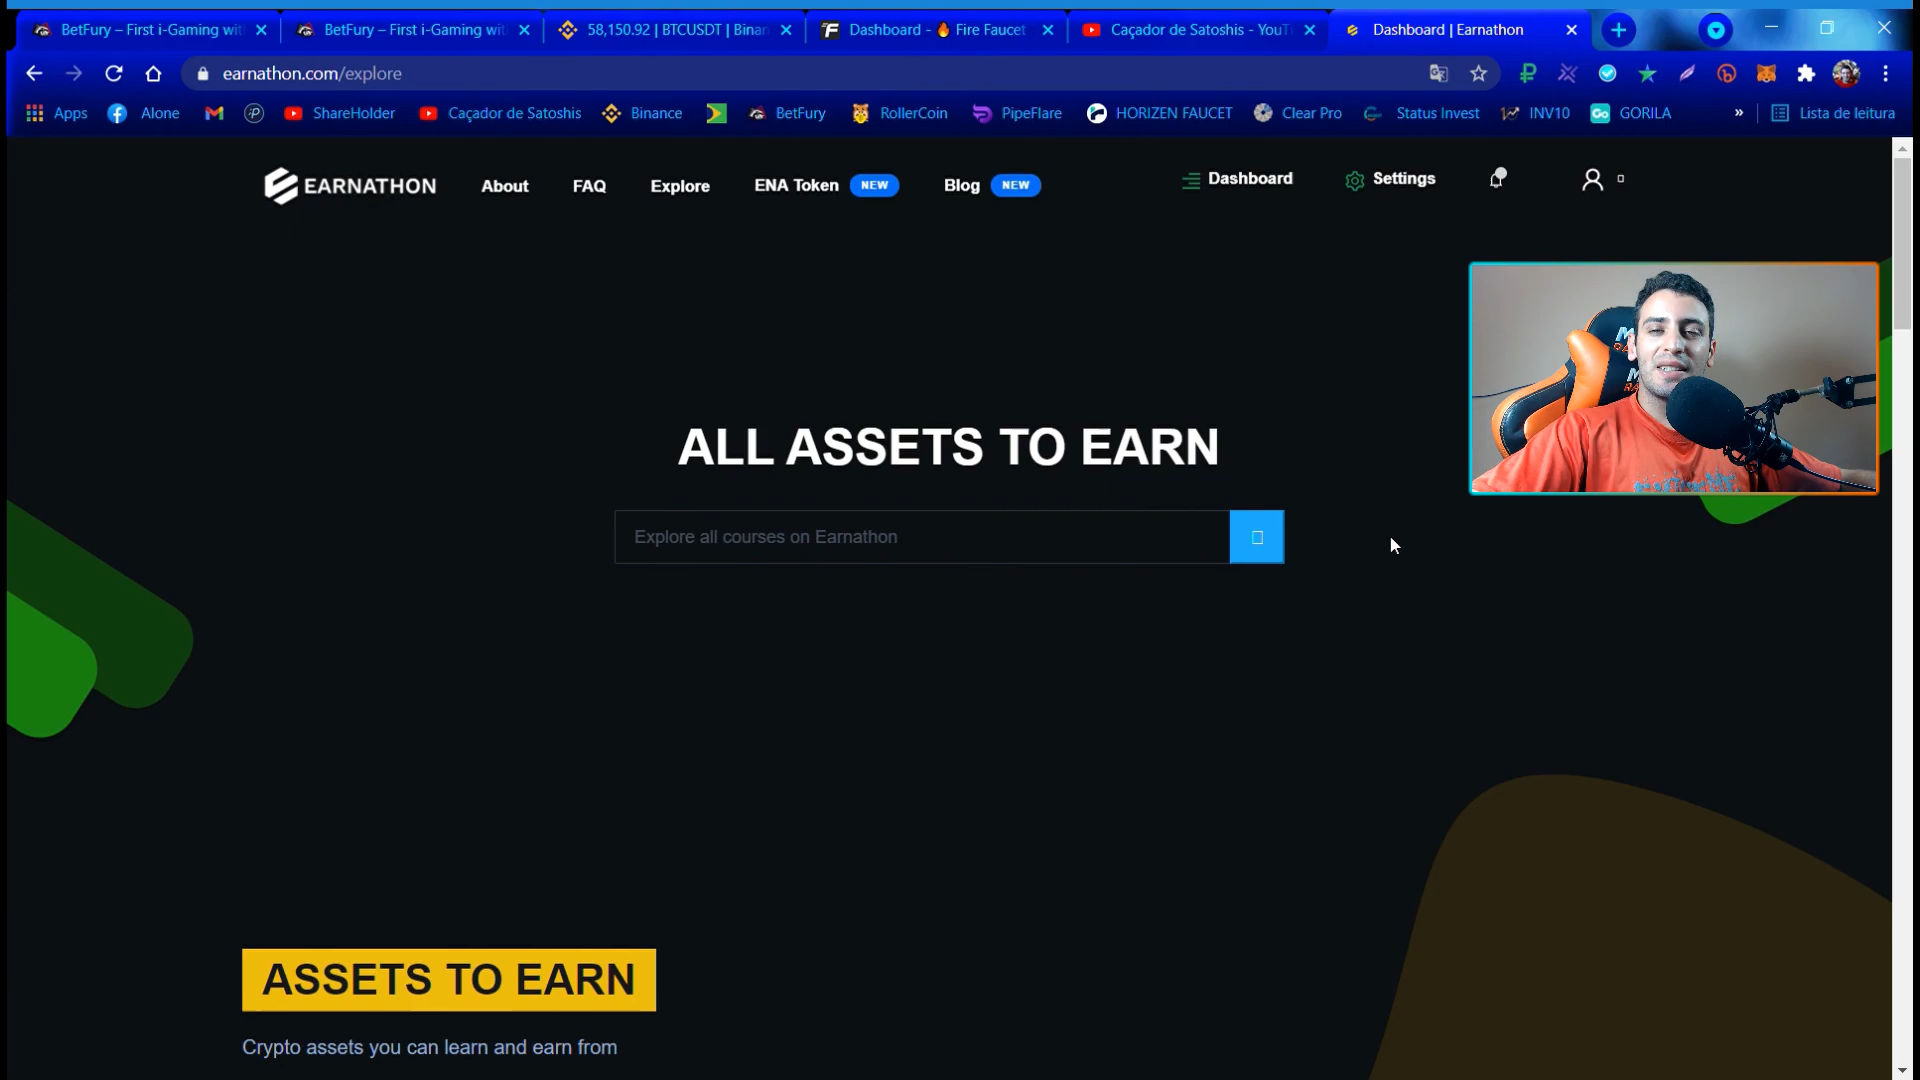 BetFury – First i-Gaming wit
BetFury – First i-Gaming wit
58,150.92 | BTCUSDT | Binan
Dashboard - 🔥 Fire Faucet
Caçador de Satoshis - YouTu
Dashboard | Earnathon
earnathon.com/explore
Apps
Alone
ShareHolder
Caçador de Satoshis
Binance
BetFury
RollerCoin
PipeFlare
HORIZEN FAUCET
Clear Pro
Status Invest
INV10
GORILA
»
Lista de leitura
EARNATHON
About
FAQ
Explore
ENA Token NEW
Blog NEW
Dashboard
Settings
ALL ASSETS TO EARN
Explore all courses on Earnathon
ASSETS TO EARN
Crypto assets you can learn and earn from